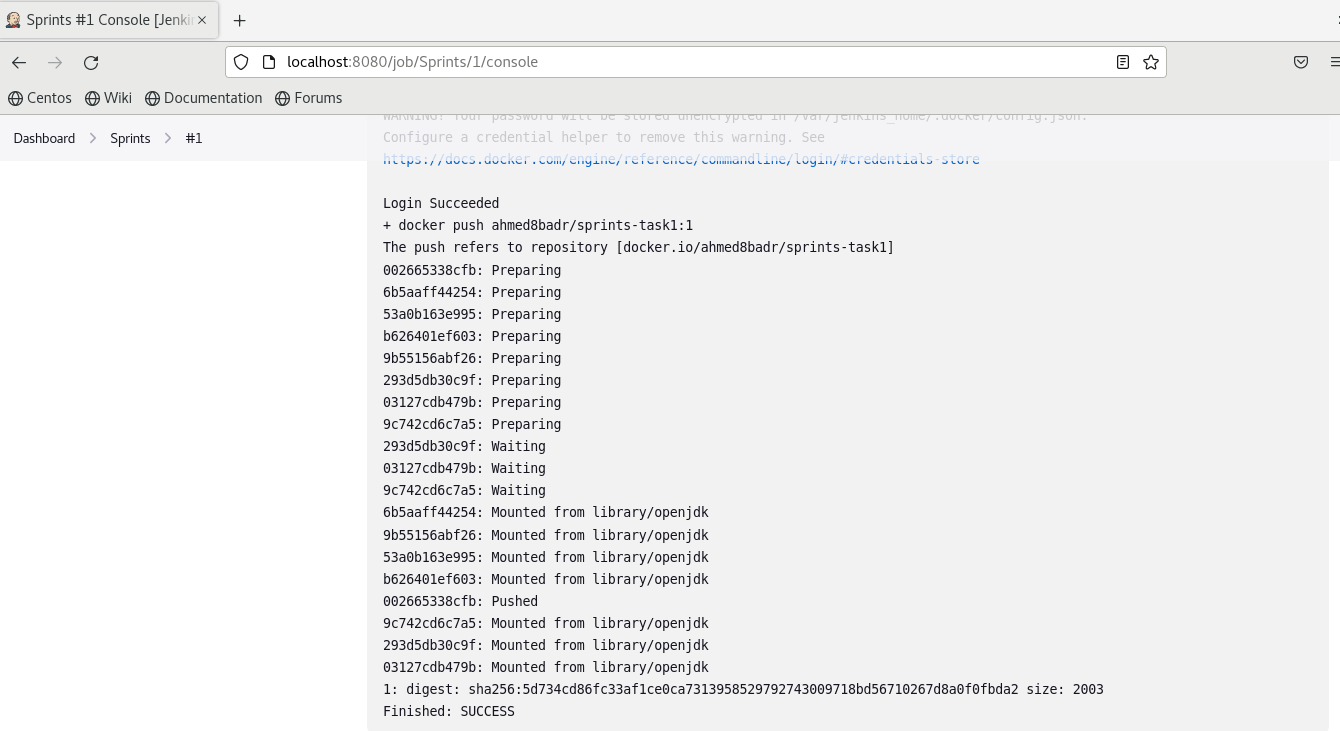 Sprints #1 Console [Jenki
localhost:8080/job/Sprints/1/console
Centos Wiki Documentation Forums
Dashboard Sprints #1
WARNING! Your password will be stored unencrypted in /var/jenkins_home/.docker/config.json.
Configure a credential helper to remove this warning. See
https://docs.docker.com/engine/reference/commandline/login/#credentials-store
Login Succeeded
+ docker push ahmed8badr/sprints-task1:1
The push refers to repository [docker.io/ahmed8badr/sprints-task1]
002665338cfb: Preparing
6b5aaff44254: Preparing
53a0b163e995: Preparing
b626401ef603: Preparing
9b55156abf26: Preparing
293d5db30c9f: Preparing
03127cdb479b: Preparing
9c742cd6c7a5: Preparing
293d5db30c9f: Waiting
03127cdb479b: Waiting
9c742cd6c7a5: Waiting
6b5aaff44254: Mounted from library/openjdk
9b55156abf26: Mounted from library/openjdk
53a0b163e995: Mounted from library/openjdk
b626401ef603: Mounted from library/openjdk
002665338cfb: Pushed
9c742cd6c7a5: Mounted from library/openjdk
293d5db30c9f: Mounted from library/openjdk
03127cdb479b: Mounted from library/openjdk
1: digest: sha256:5d734cd86fc33af1ce0ca7313958529792743009718bd56710267d8a0f0fbda2 size: 2003
Finished: SUCCESS